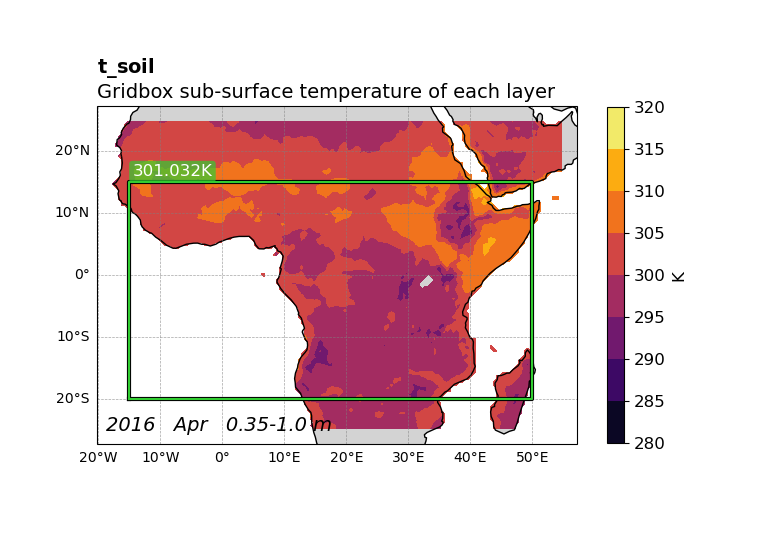 t_soil
Gridbox sub-surface temperature of each layer
301.032K
20°N
10°N
0°
10°S
20°S
2016 Apr 0.35-1.0 m
20°W 10°W 0° 10°E 20°E 30°E 40°E 50°E
320
315
310
305
300
295
290
285
280
K